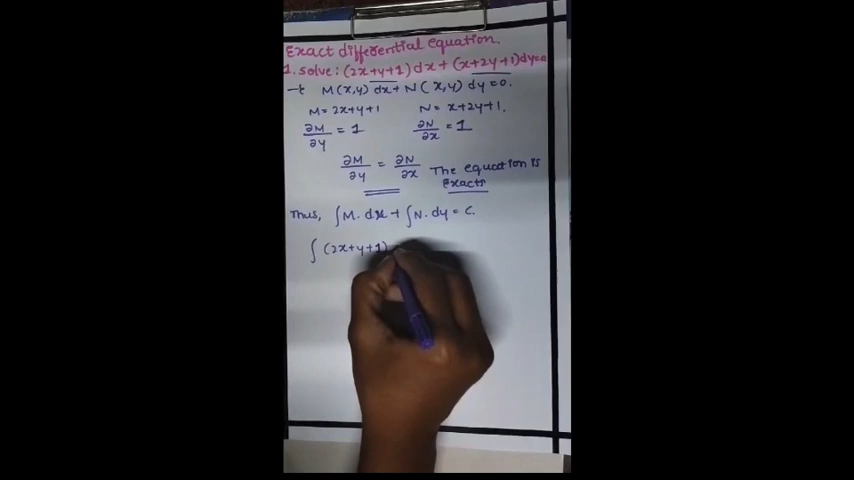 Exact differential equation.
1. solve: (2x+y+1) dx + (x+2y+1)dy=0
→ M(x,y) dx + N(x,y) dy = 0.
M = 2x+y+1 N = x+2y+1.
∂M/∂y = 1 ∂N/∂x = 1
∂M/∂y = ∂N/∂x The equation is
Exact
Thus, ∫M. dx + ∫N. dy = c.
∫(2x+y+1)